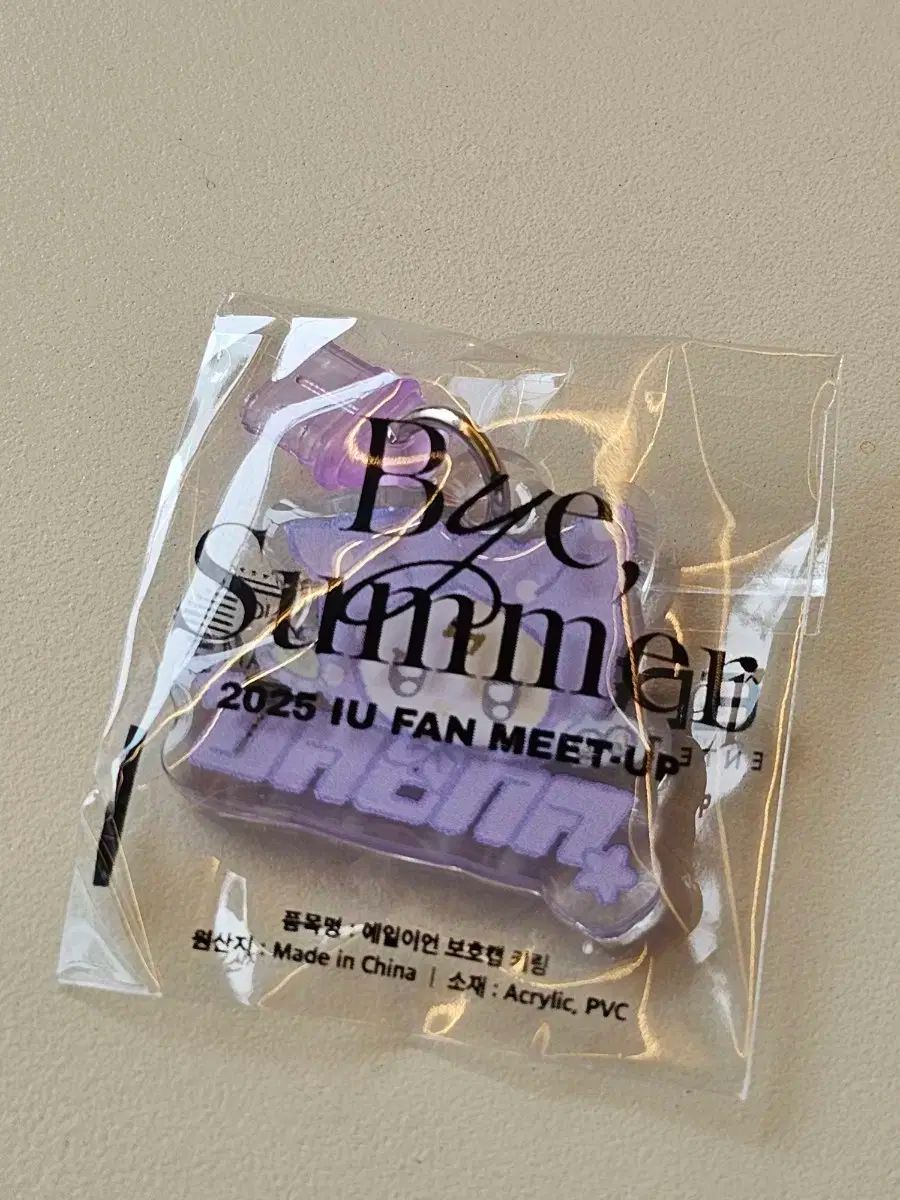 Bye,
Summer
2025 IU FAN MEET-UP
품목명 : 에일이언 보호캡 키링
원산지 : Made in China | 소재 : Acrylic, PVC